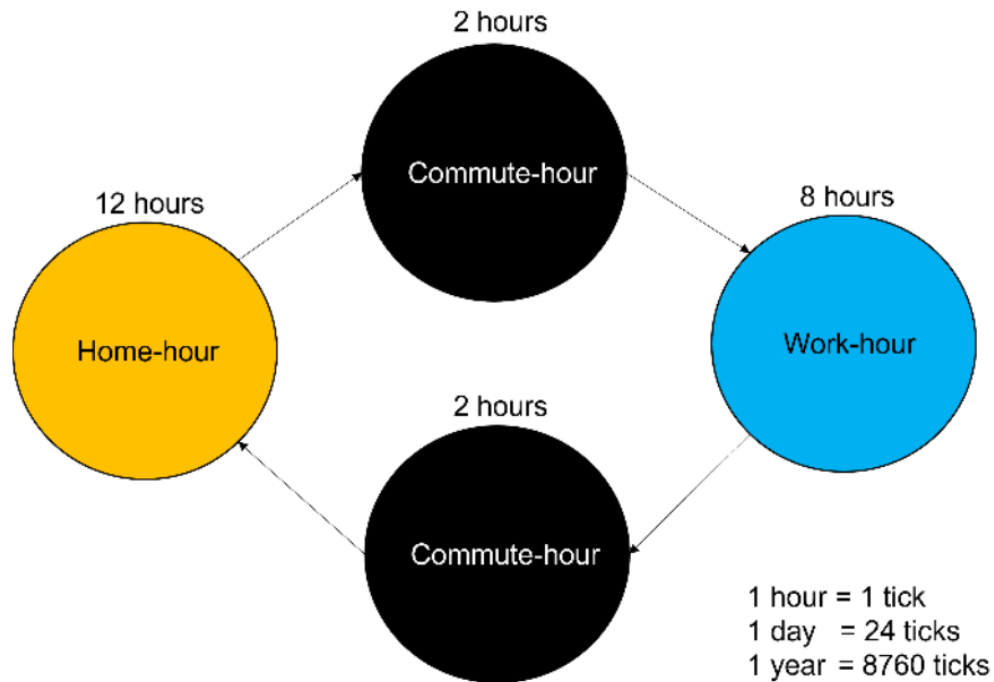 2 hours
Commute-hour
12 hours
8 hours
Home-hour
Work-hour
2 hours
Commute-hour
1 hour = 1 tick
1 day = 24 ticks
1 year = 8760 ticks